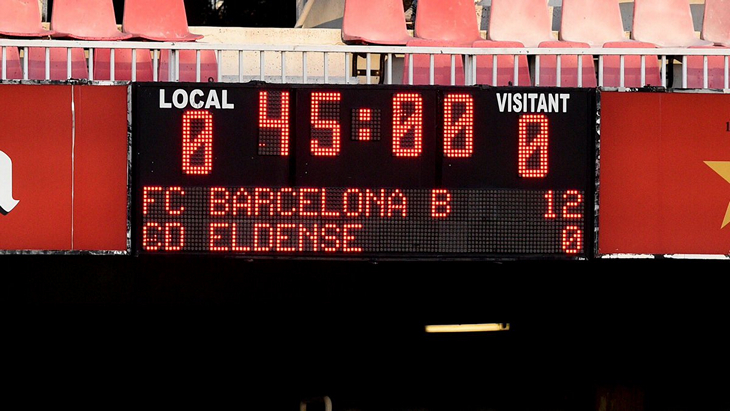 LOCAL 45:00 VISITANT
0 0
FC BARCELONA B 12
CD ELDENSE 0